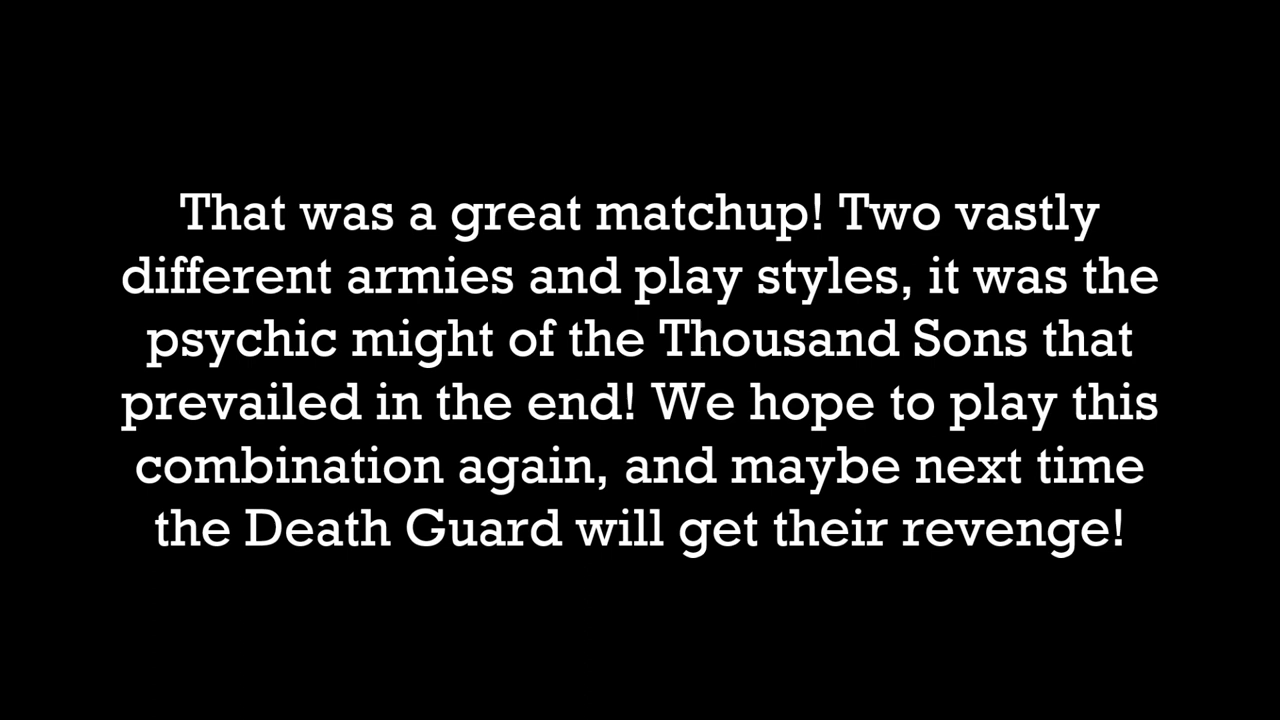 That was a great matchup! Two vastly
different armies and play styles, it was the
psychic might of the Thousand Sons that
prevailed in the end! We hope to play this
combination again, and maybe next time
the Death Guard will get their revenge!